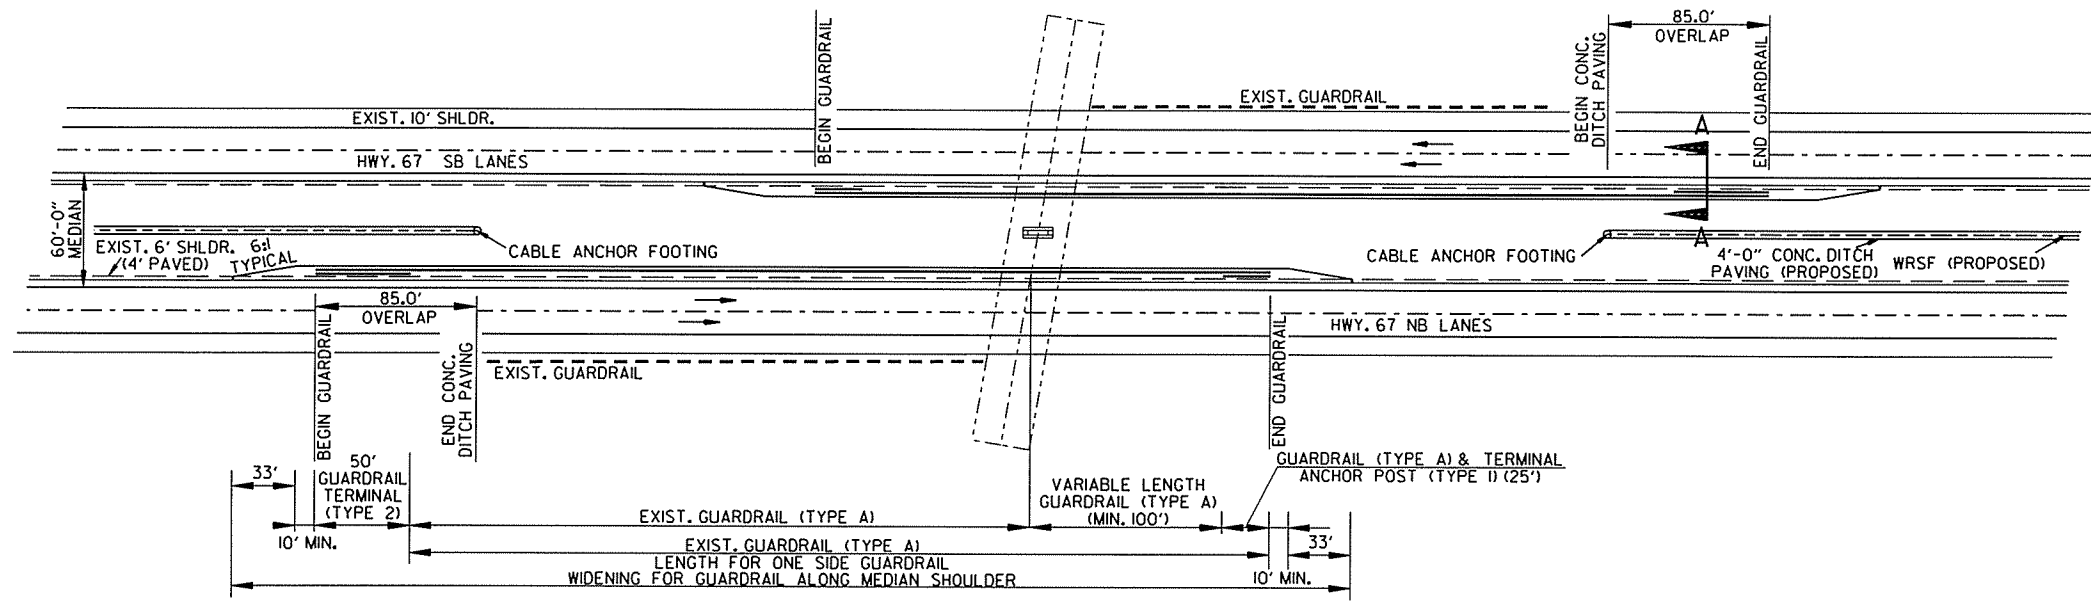 85.0'
OVERLAP
BEGIN GUARDRAIL
BEGIN CONC.
DITCH PAVING
END GUARDRAIL
EXIST. GUARDRAIL
EXIST. 10' SHLDR.
HWY. 67 SB LANES
A
60'-0"
MEDIAN
EXIST. 6' SHLDR.
(4' PAVED)
6:1
TYPICAL
CABLE ANCHOR FOOTING
CABLE ANCHOR FOOTING
A
4'-0" CONC. DITCH
PAVING (PROPOSED)
WRSF (PROPOSED)
85.0'
OVERLAP
HWY. 67 NB LANES
BEGIN GUARDRAIL
END CONC.
DITCH PAVING
EXIST. GUARDRAIL
END GUARDRAIL
33'
10' MIN.
50'
GUARDRAIL
TERMINAL
(TYPE 2)
EXIST. GUARDRAIL (TYPE A)
VARIABLE LENGTH
GUARDRAIL (TYPE A)
(MIN. 100')
GUARDRAIL (TYPE A) & TERMINAL
ANCHOR POST (TYPE 1) (25')
EXIST. GUARDRAIL (TYPE A)
LENGTH FOR ONE SIDE GUARDRAIL
WIDENING FOR GUARDRAIL ALONG MEDIAN SHOULDER
10' MIN.
33'